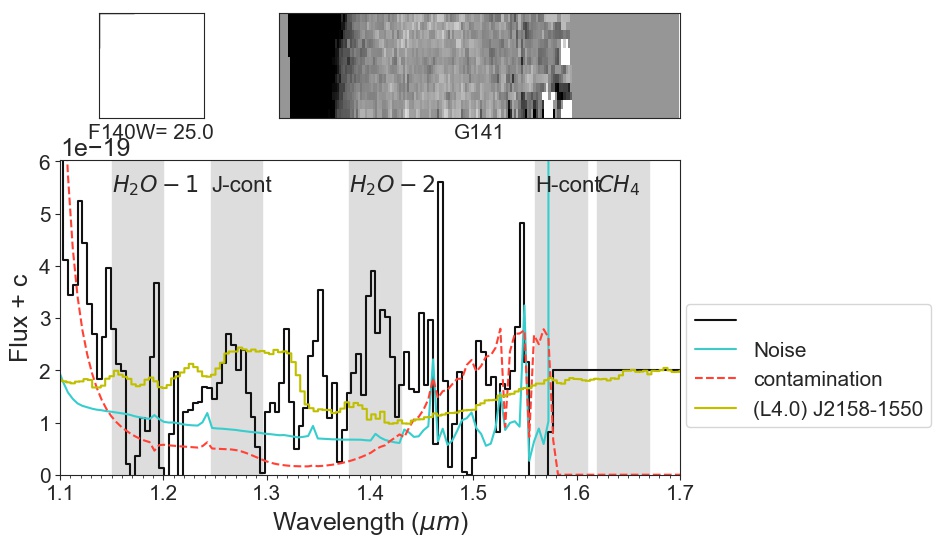 F140W= 25.0
G141
1e−19
H₂O − 1
J-cont
H₂O − 2
H-cont
CH₄
6
5
4
3
2
1
0
Flux + c
1.1
1.2
1.3
1.4
1.5
1.6
1.7
Wavelength (μm)
Noise
contamination
(L4.0) J2158-1550